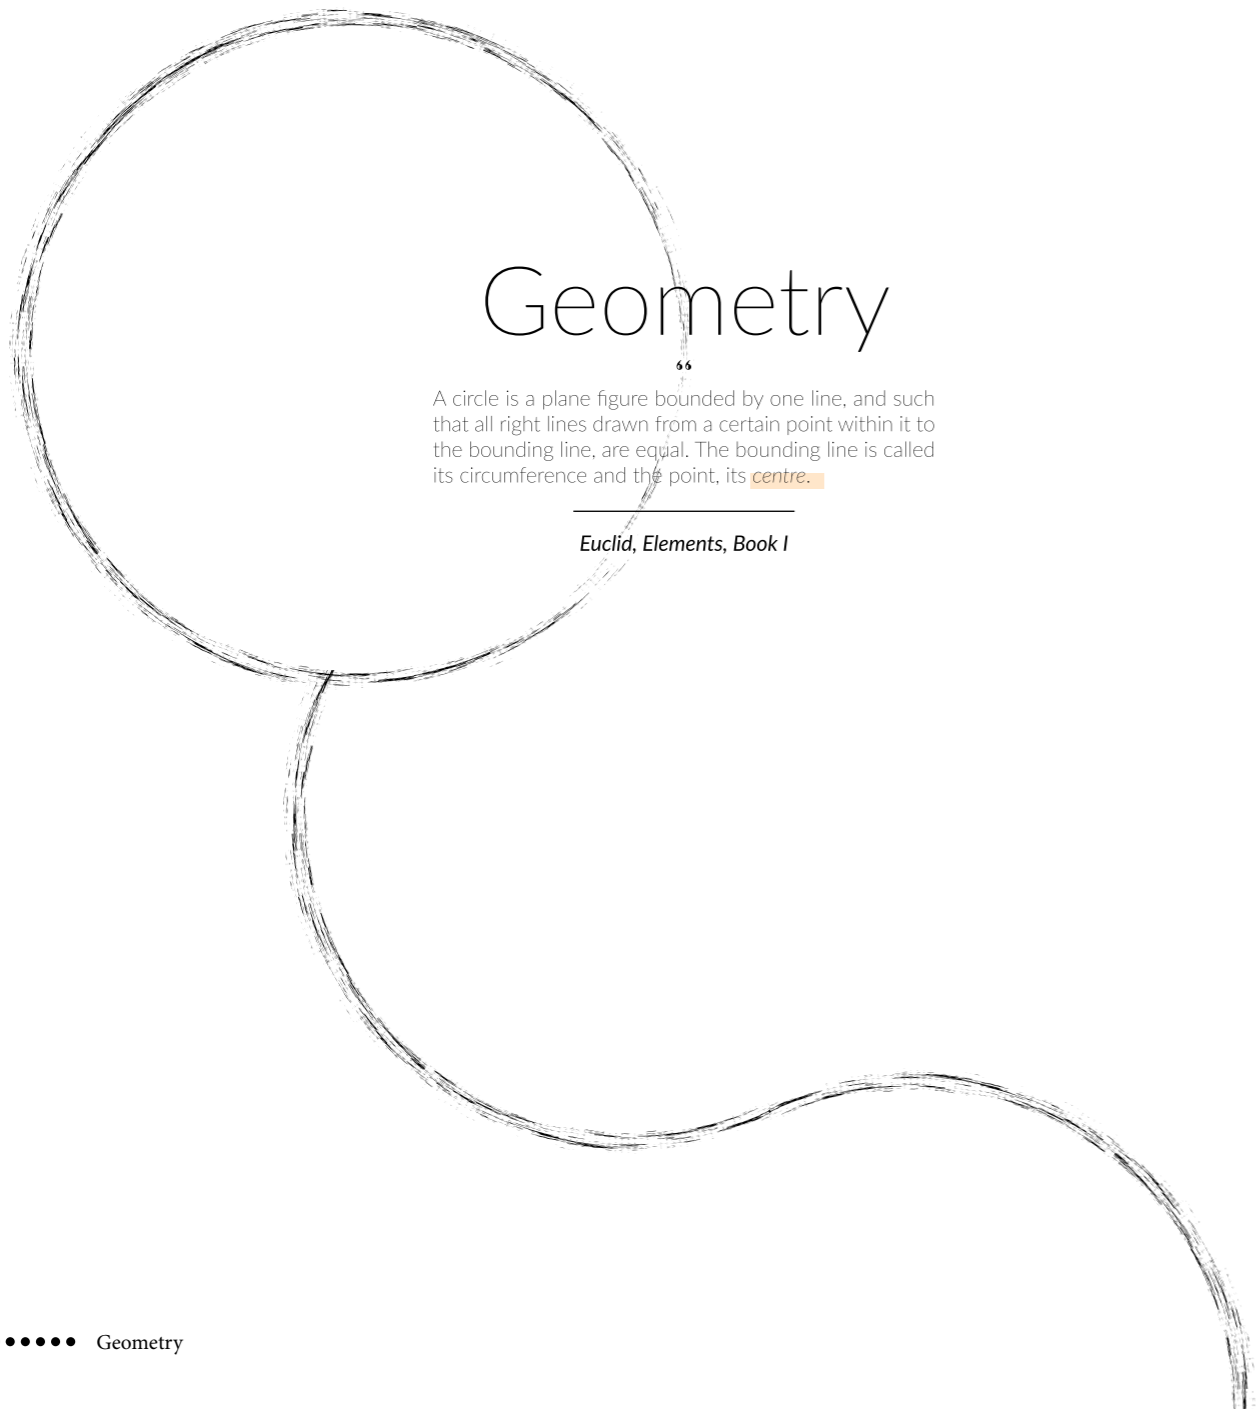 Geometry
“
A circle is a plane figure bounded by one line, and such
that all right lines drawn from a certain point within it to
the bounding line, are equal. The bounding line is called
its circumference and the point, its centre.
Euclid, Elements, Book I
••••• Geometry